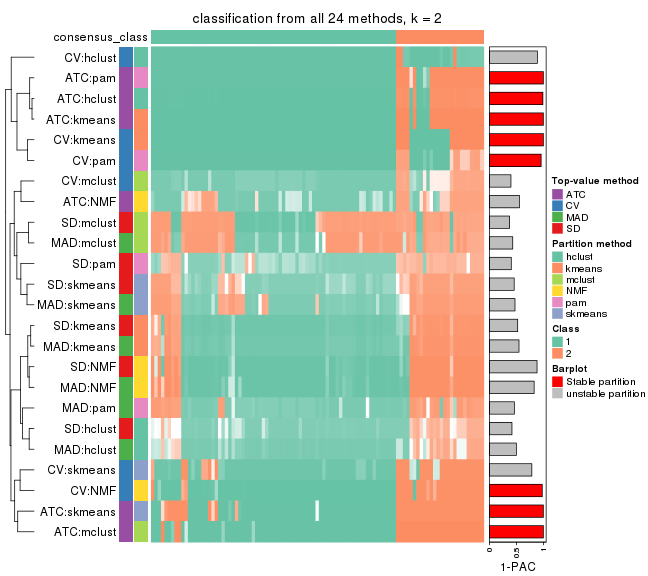 classification from all 24 methods, k = 2
consensus_class
CV:hclust
ATC:pam
ATC:hclust
ATC:kmeans
CV:kmeans
CV:pam
CV:mclust
ATC:NMF
SD:mclust
MAD:mclust
SD:pam
SD:skmeans
MAD:skmeans
SD:kmeans
MAD:kmeans
SD:NMF
MAD:NMF
MAD:pam
SD:hclust
MAD:hclust
CV:skmeans
CV:NMF
ATC:skmeans
ATC:mclust
0 0.5 1
1-PAC
Top-value method
ATC
CV
MAD
SD
Partition method
hclust
kmeans
mclust
NMF
pam
skmeans
Class
1
2
Barplot
Stable partition
unstable partition